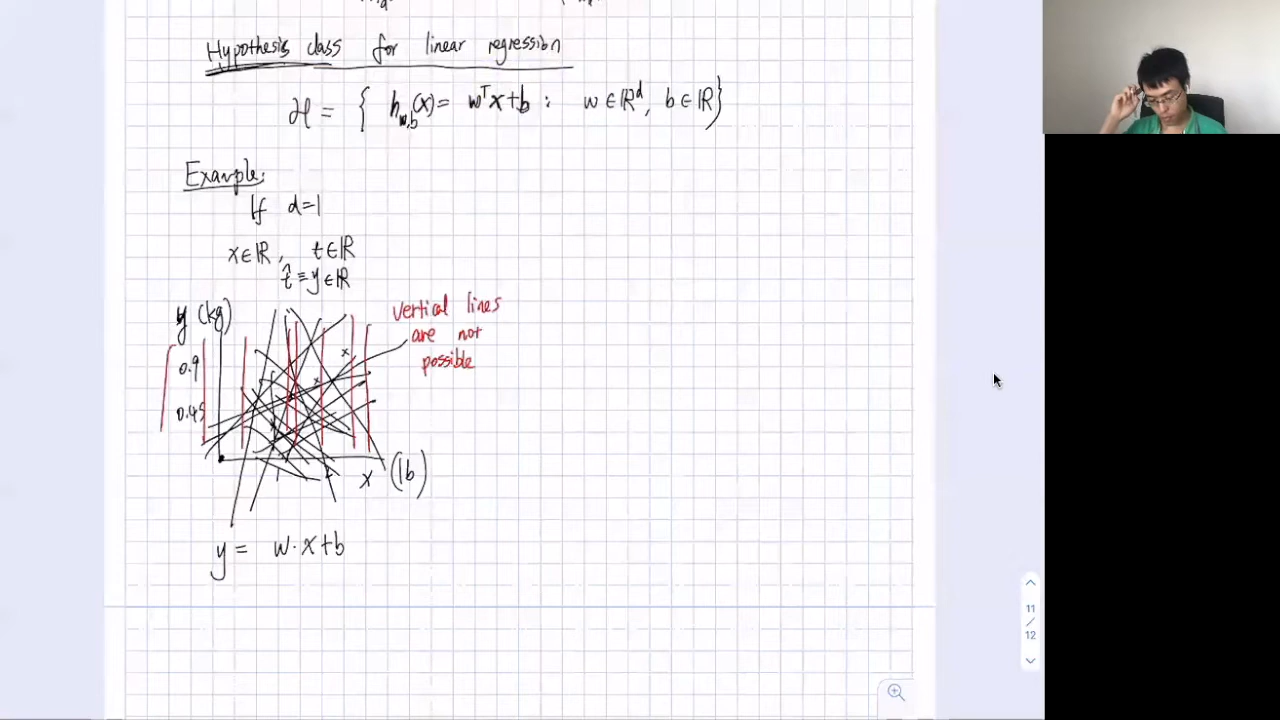 Hypothesis class for linear regression
H = { h_{w,b}(x) = wᵀx+b : w ∈ ℝᵈ, b ∈ ℝ}
Example:
If d=1
x∈ℝ, t∈ℝ
t̂ ≡ y∈ℝ
y (kg)
vertical lines
are not
possible
0.9
0.45
x (lb)
y = w·x+b
11
/
12